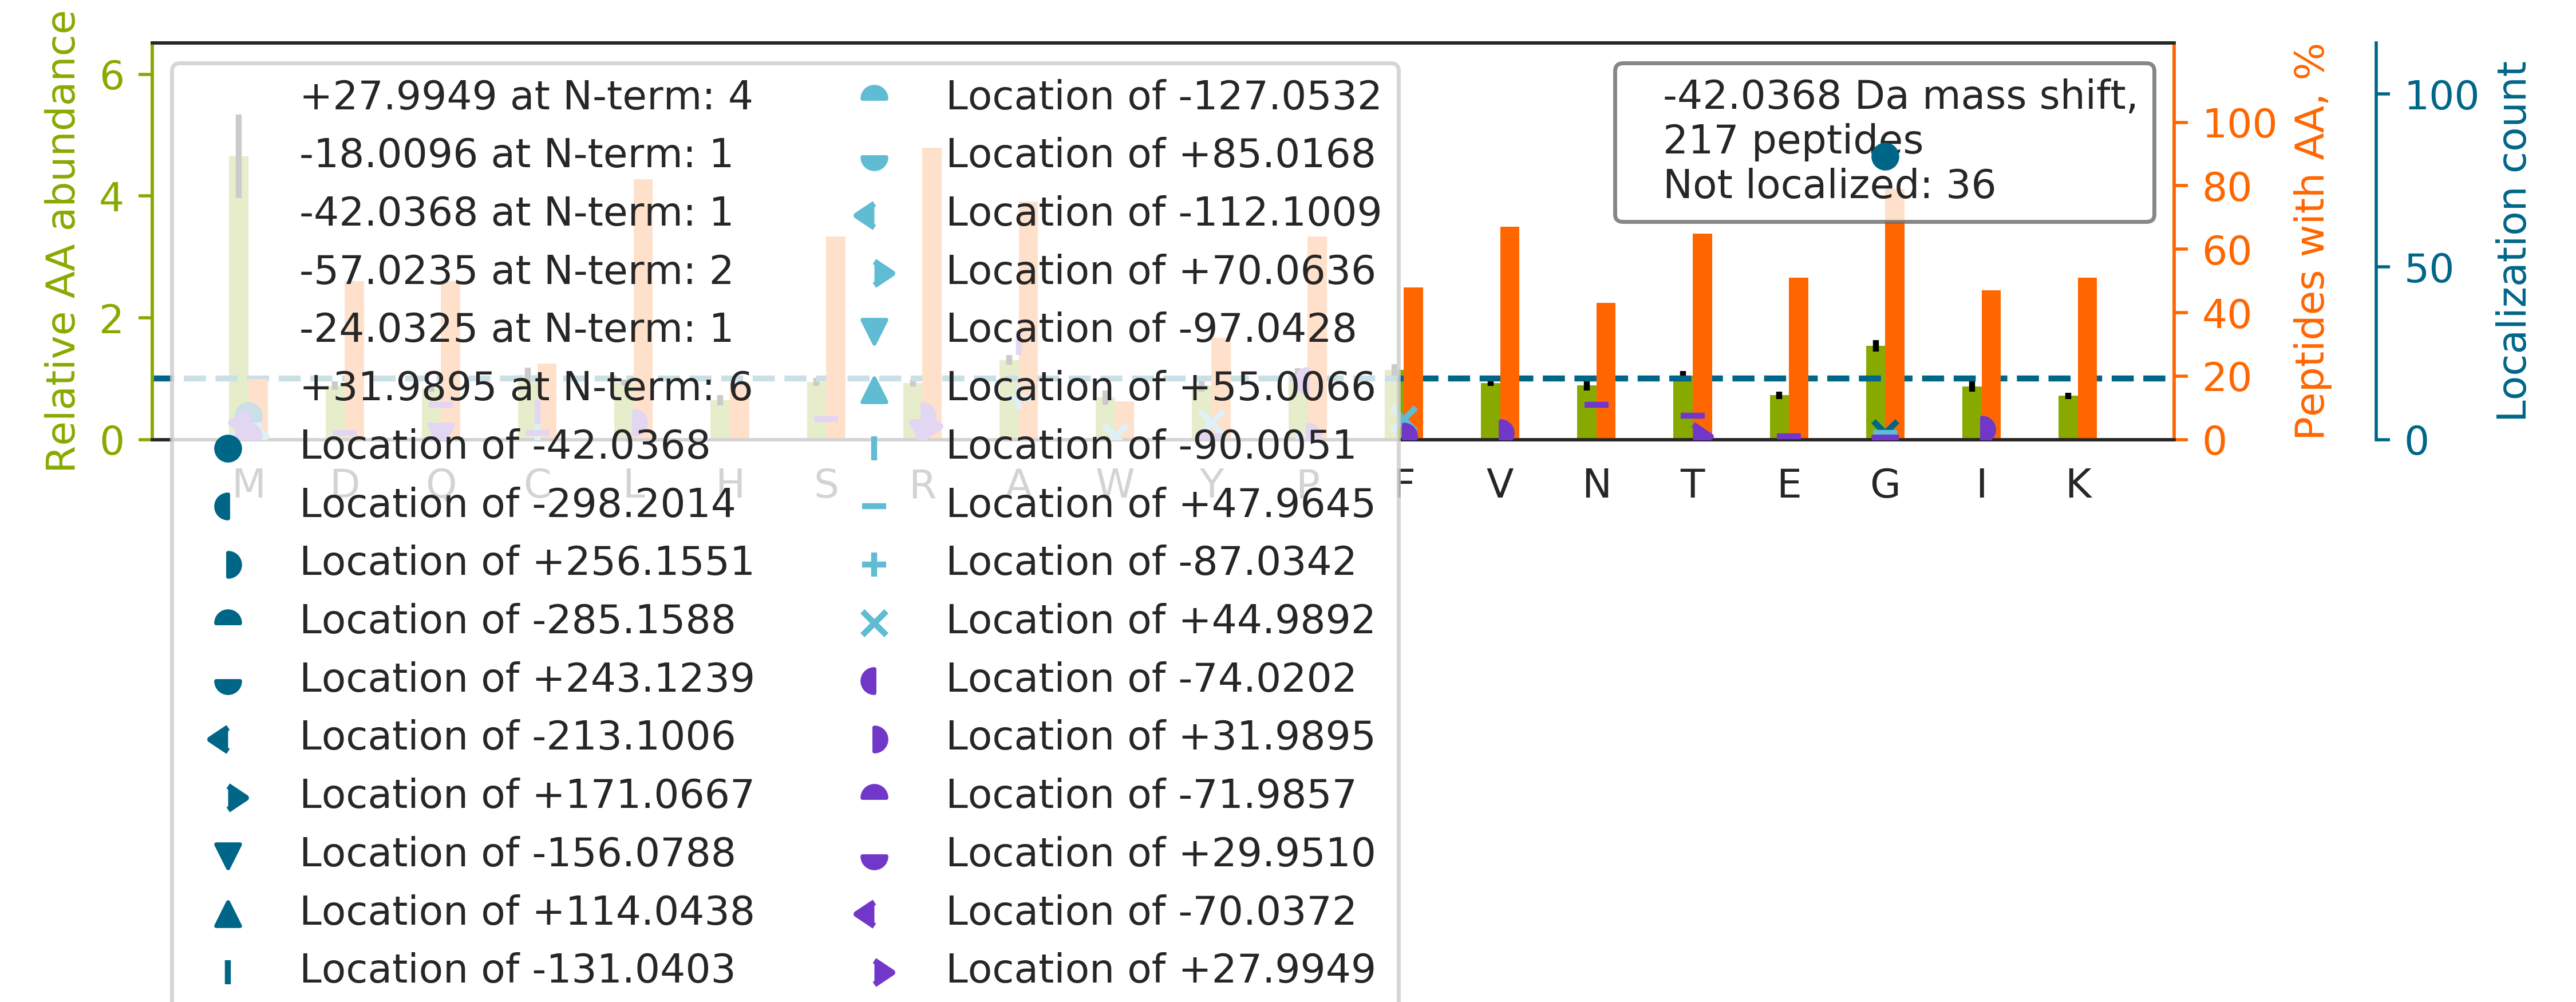 Relative AA abundance
6
4
2
0
+27.9949 at N-term: 4
-18.0096 at N-term: 1
-42.0368 at N-term: 1
-57.0235 at N-term: 2
-24.0325 at N-term: 1
+31.9895 at N-term: 6
Location of -42.0368
Location of -298.2014
Location of +256.1551
Location of -285.1588
Location of +243.1239
Location of -213.1006
Location of +171.0667
Location of -156.0788
Location of +114.0438
Location of -131.0403
Location of -127.0532
Location of +85.0168
Location of -112.1009
Location of +70.0636
Location of -97.0428
Location of +55.0066
Location of -90.0051
Location of +47.9645
Location of -87.0342
Location of +44.9892
Location of -74.0202
Location of +31.9895
Location of -71.9857
Location of +29.9510
Location of -70.0372
Location of +27.9949
-42.0368 Da mass shift,
217 peptides
Not localized: 36
M D Q C L H S R A W Y P F V N T E G I K
100
80
60
40
20
0
Peptides with AA, %
100
50
0
Localization count